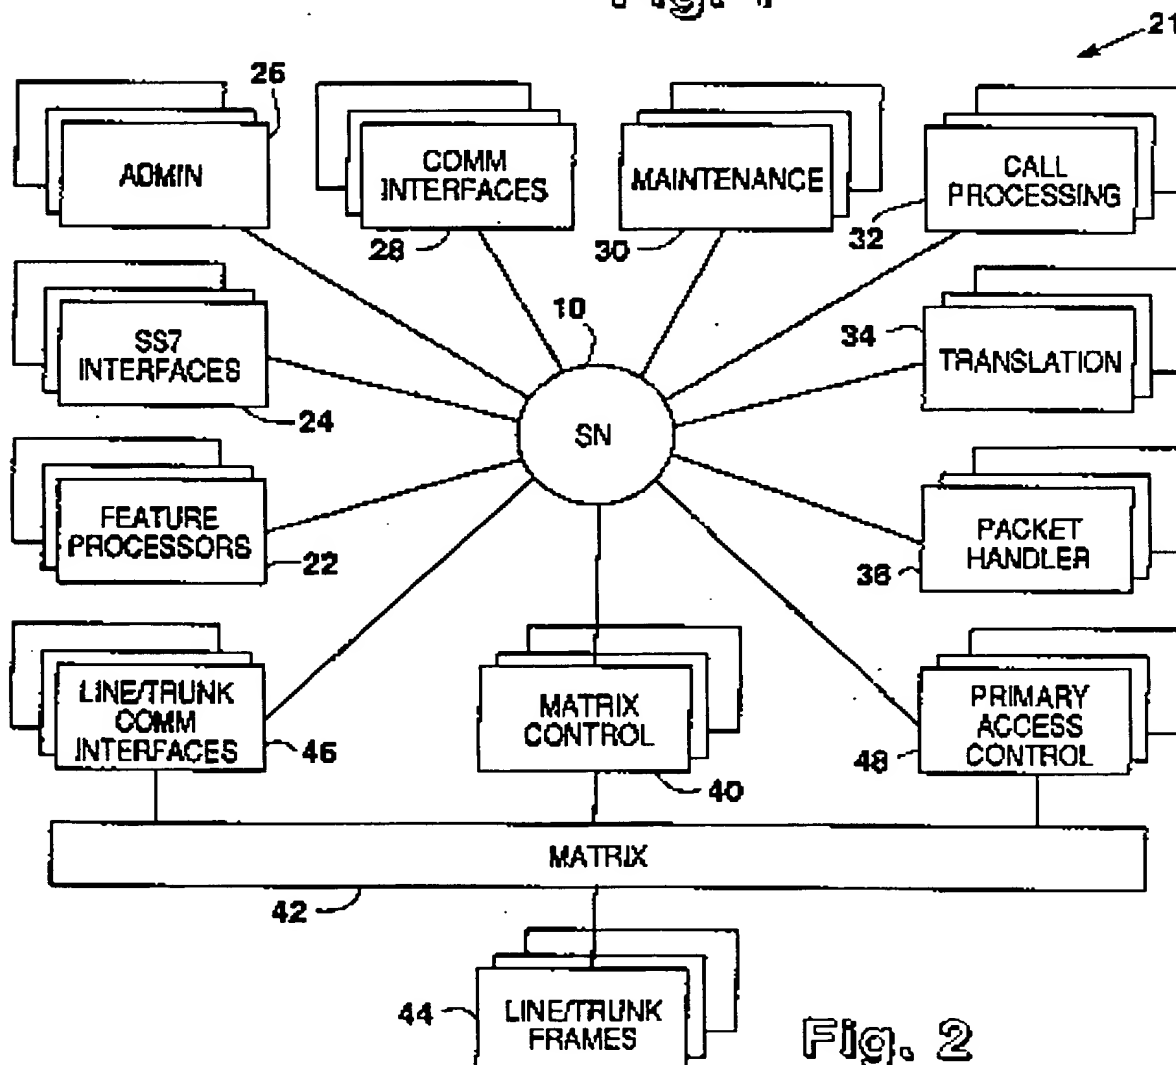 21
26
ADMIN
COMM
INTERFACES
28
MAINTENANCE
30
CALL
PROCESSING
32
SS7
INTERFACES
24
10
SN
34
TRANSLATION
FEATURE
PROCESSORS
22
PACKET
HANDLER
36
LINE/TRUNK
COMM
INTERFACES
46
MATRIX
CONTROL
40
PRIMARY
ACCESS
CONTROL
48
MATRIX
42
44
LINE/TRUNK
FRAMES
Fig. 2